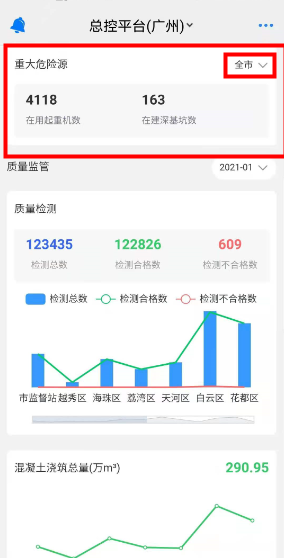 总控平台(广州)
重大危险源 全市
4118 163
在用起重机数 在建深基坑数
质量监管 2021-01
质量检测
123435 122826 609
检测总数 检测合格数 检测不合格数
检测总数 检测合格数 检测不合格数
市监督站 越秀区 海珠区 荔湾区 天河区 白云区 花都区
混凝土浇筑总量(万m³) 290.95